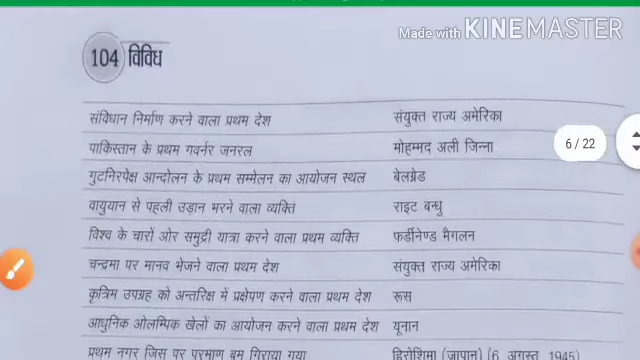 Made with KINEMASTER
104 विविध
संविधान निर्माण करने वाला प्रथम देश संयुक्त राज्य अमेरिका
पाकिस्तान के प्रथम गवर्नर जनरल मोहम्मद अली जिन्ना
6 / 22
गुटनिरपेक्ष आन्दोलन के प्रथम सम्मेलन का आयोजन स्थल बेलग्रेड
वायुयान से पहली उड़ान भरने वाला व्यक्ति राइट बन्धु
विश्व के चारों ओर समुद्री यात्रा करने वाला प्रथम व्यक्ति फर्डीनेण्ड मैगलन
चन्द्रमा पर मानव भेजने वाला प्रथम देश संयुक्त राज्य अमेरिका
कृत्रिम उपग्रह को अन्तरिक्ष में प्रक्षेपण करने वाला प्रथम देश रूस
आधुनिक ओलम्पिक खेलों का आयोजन करने वाला प्रथम देश यूनान
प्रथम नगर जिस पर परमाणु बम गिराया गया हिरोशिमा (जापान) (6 अगस्त 1945)